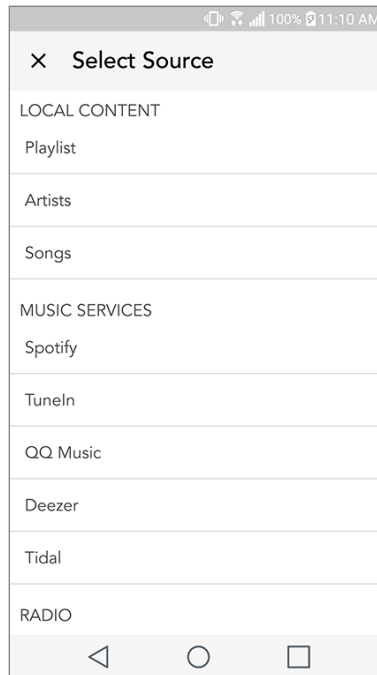 100% 11:10 AM
Select Source
LOCAL CONTENT
Playlist
Artists
Songs
MUSIC SERVICES
Spotify
TuneIn
QQ Music
Deezer
Tidal
RADIO